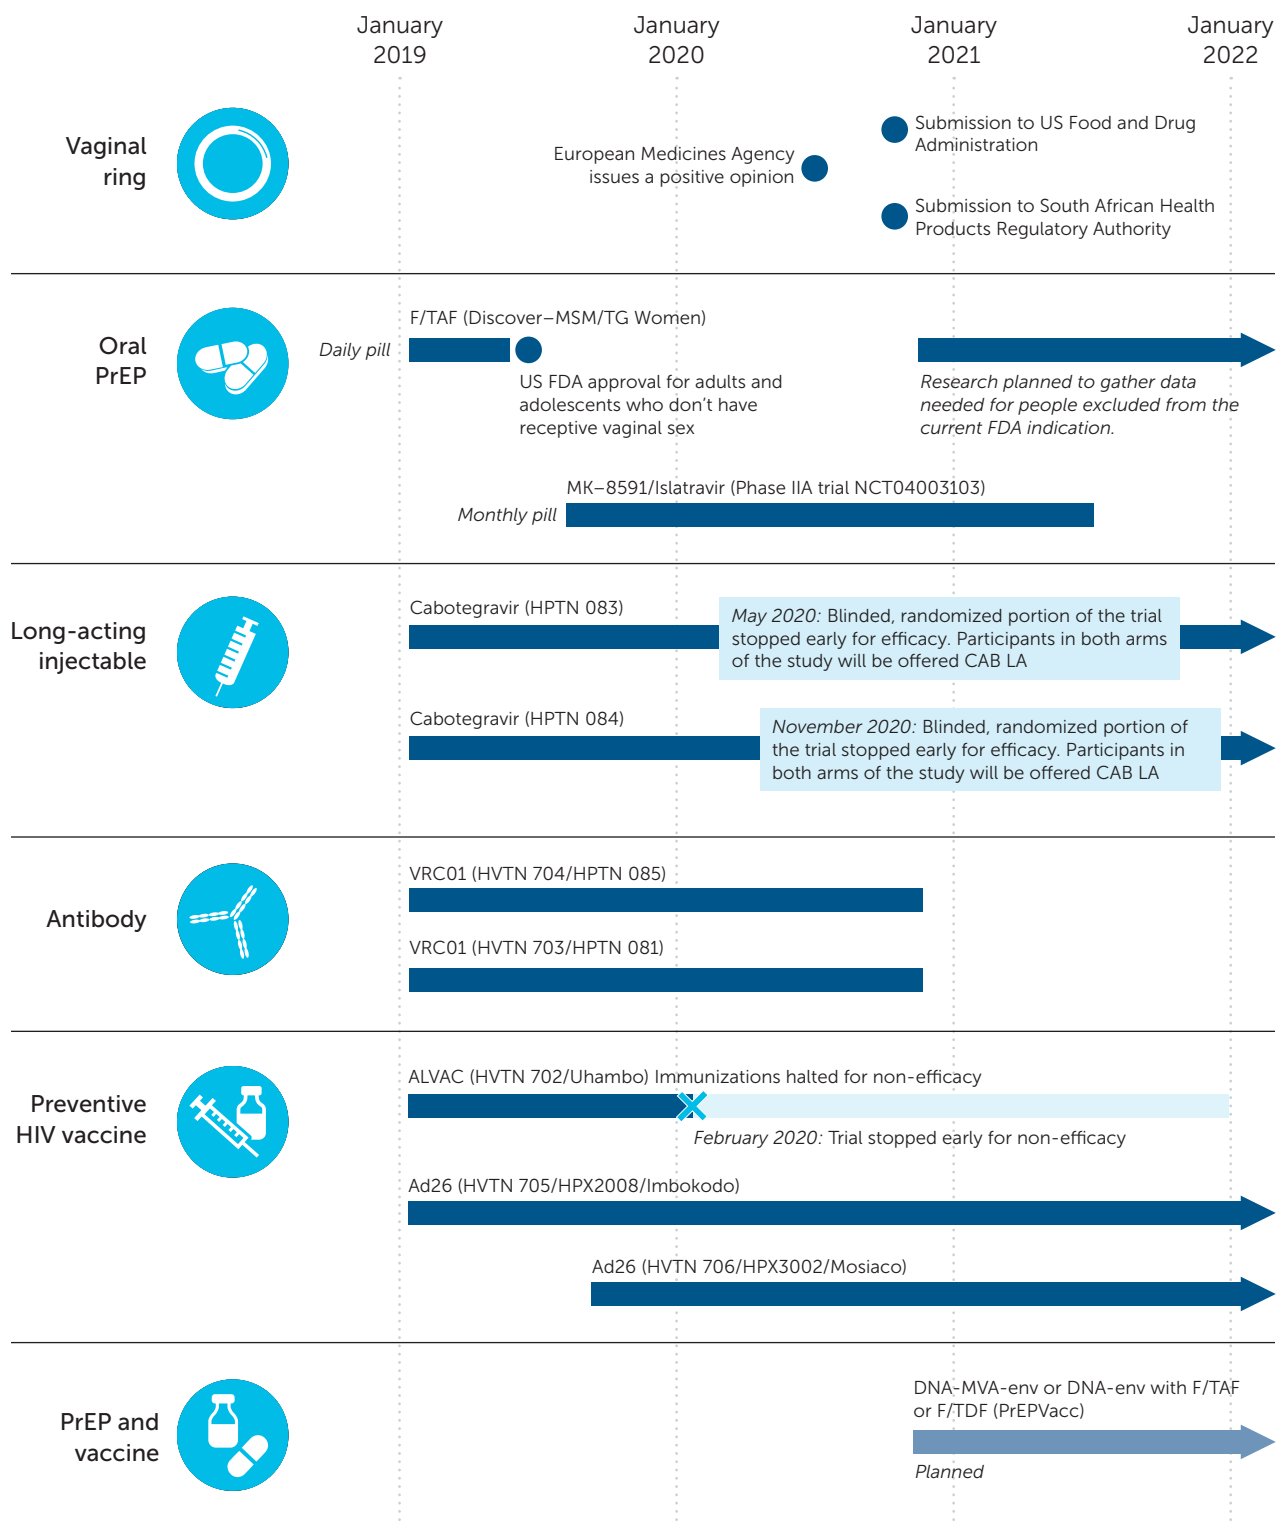 January
2019
January
2020
January
2021
January
2022
Vaginal
ring
European Medicines Agency
issues a positive opinion
Submission to US Food and Drug
Administration
Submission to South African Health
Products Regulatory Authority
Oral
PrEP
Daily pill
F/TAF (Discover–MSM/TG Women)
US FDA approval for adults and
adolescents who don’t have
receptive vaginal sex
Research planned to gather data
needed for people excluded from the
current FDA indication.
MK–8591/Islatravir (Phase IIA trial NCT04003103)
Monthly pill
Long-acting
injectable
Cabotegravir (HPTN 083)
May 2020: Blinded, randomized portion of the trial
stopped early for efficacy. Participants in both arms
of the study will be offered CAB LA
Cabotegravir (HPTN 084)
November 2020: Blinded, randomized portion of
the trial stopped early for efficacy. Participants in
both arms of the study will be offered CAB LA
Antibody
VRC01 (HVTN 704/HPTN 085)
VRC01 (HVTN 703/HPTN 081)
Preventive
HIV vaccine
ALVAC (HVTN 702/Uhambo) Immunizations halted for non-efficacy
February 2020: Trial stopped early for non-efficacy
Ad26 (HVTN 705/HPX2008/Imbokodo)
Ad26 (HVTN 706/HPX3002/Mosiaco)
PrEP and
vaccine
DNA-MVA-env or DNA-env with F/TAF
or F/TDF (PrEPVacc)
Planned